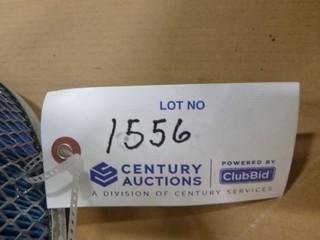 LOT NO
1556
CENTURY AUCTIONS
POWERED BY
ClubBid
A DIVISION OF CENTURY SERVICES